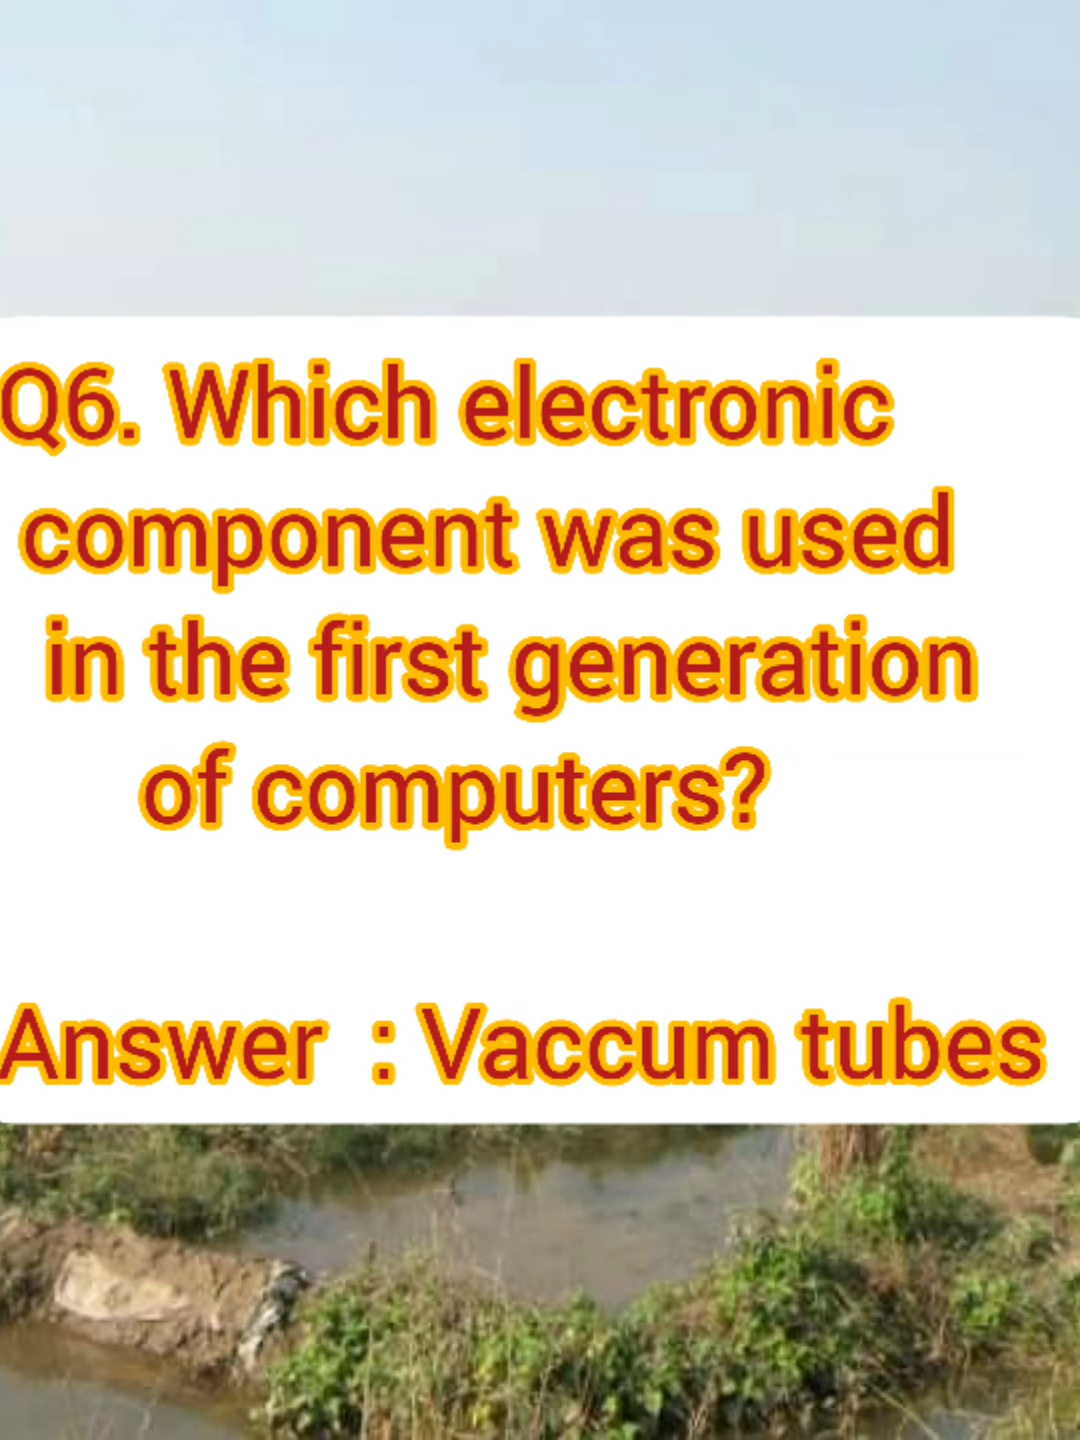 Q6. Which electronic
component was used
in the first generation
of computers?
Answer : Vaccum tubes